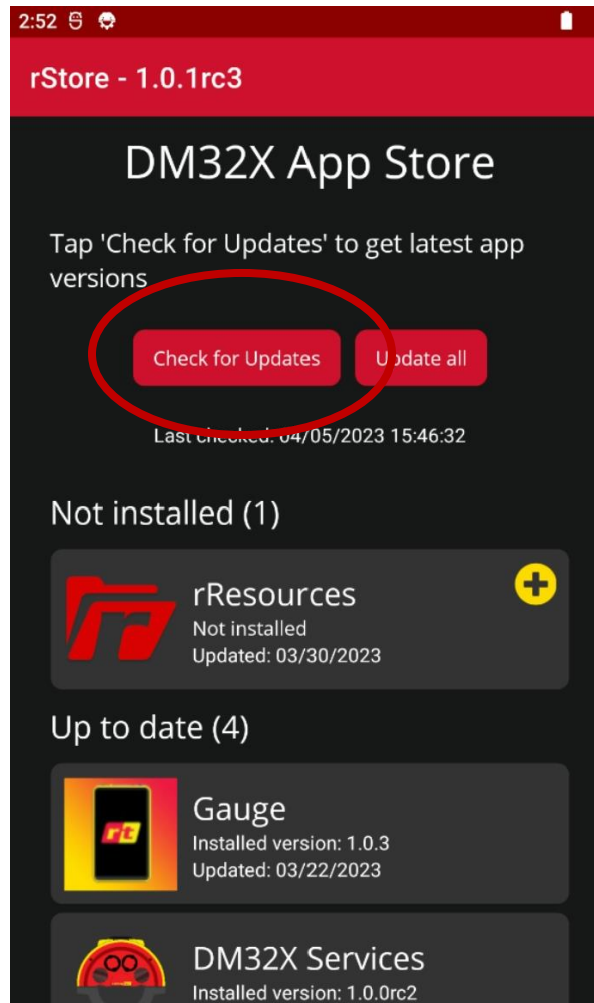 2:52
rStore - 1.0.1rc3
DM32X App Store
Tap 'Check for Updates' to get latest app
versions
Check for Updates
Update all
Last checked: 04/05/2023 15:46:32
Not installed (1)
rResources
Not installed
Updated: 03/30/2023
Up to date (4)
rt
Gauge
Installed version: 1.0.3
Updated: 03/22/2023
DM32X Services
Installed version: 1.0.0rc2